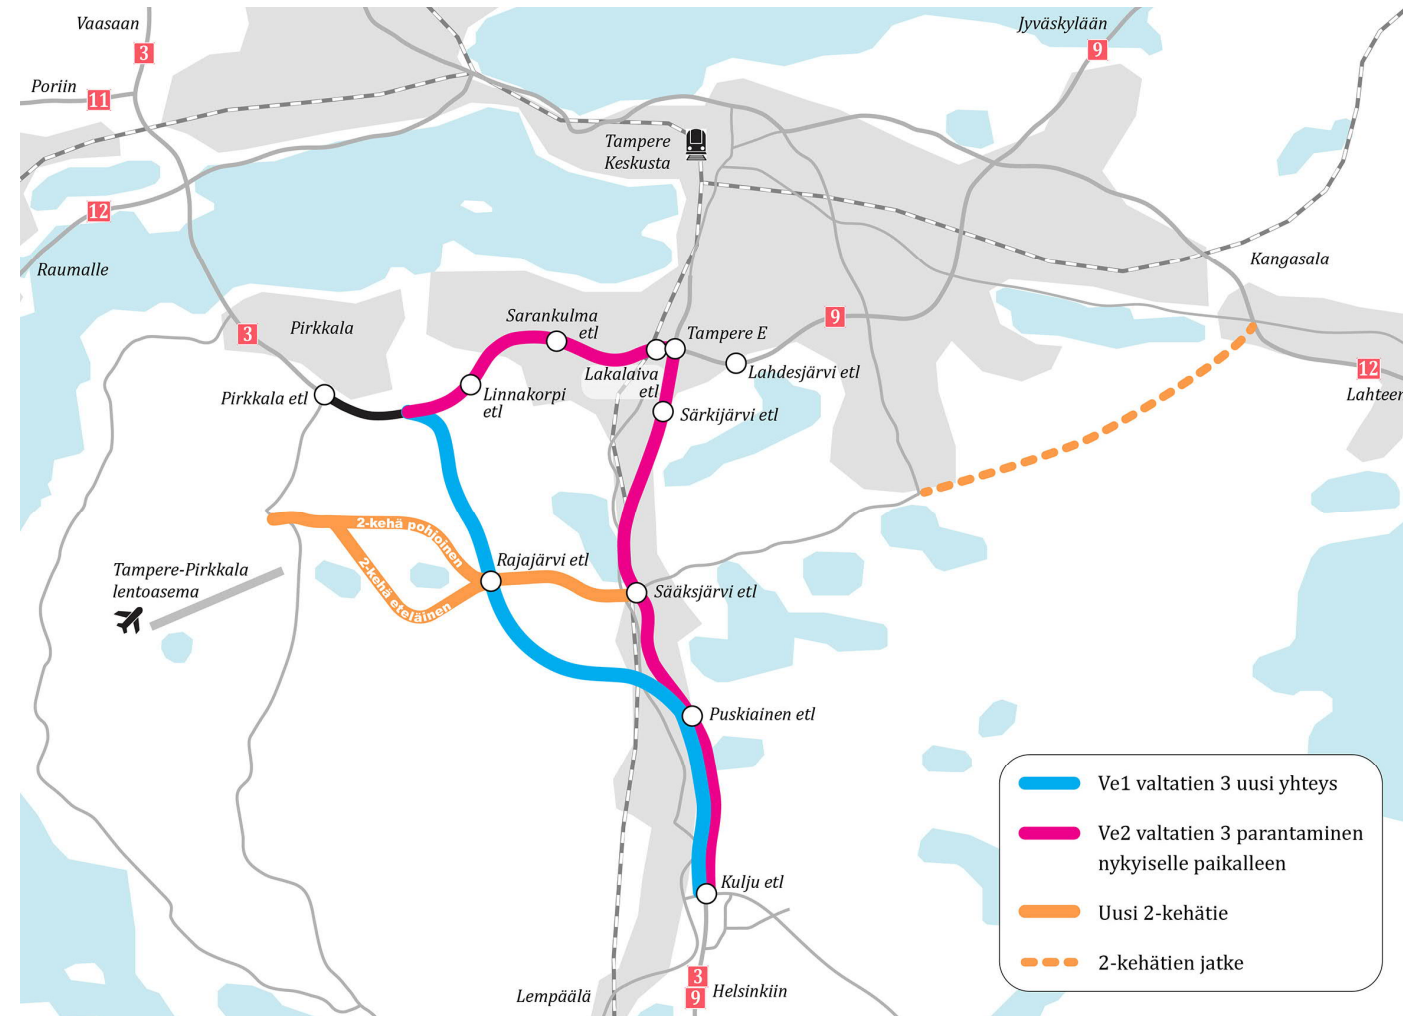 Vaasaan
3
Jyväskylään
9
Poriin
11
Tampere
Keskusta
12
Raumalle
Kangasala
3
Pirkkala
Sarankulma
etl
9
Tampere E
Lakalaiva
etl
Lahdesjärvi etl
12
Lahteen
Pirkkala etl
Linnakorpi
etl
Särkijärvi etl
2-kehä pohjoinen
2-kehä eteläinen
Rajajärvi etl
Tampere-Pirkkala
lentoasema
Sääksjärvi etl
Puskiainen etl
Kulju etl
3
9
Helsinkiin
Lempäälä
Ve1 valtatien 3 uusi yhteys
Ve2 valtatien 3 parantaminen
nykyiselle paikalleen
Uusi 2-kehätie
2-kehätien jatke